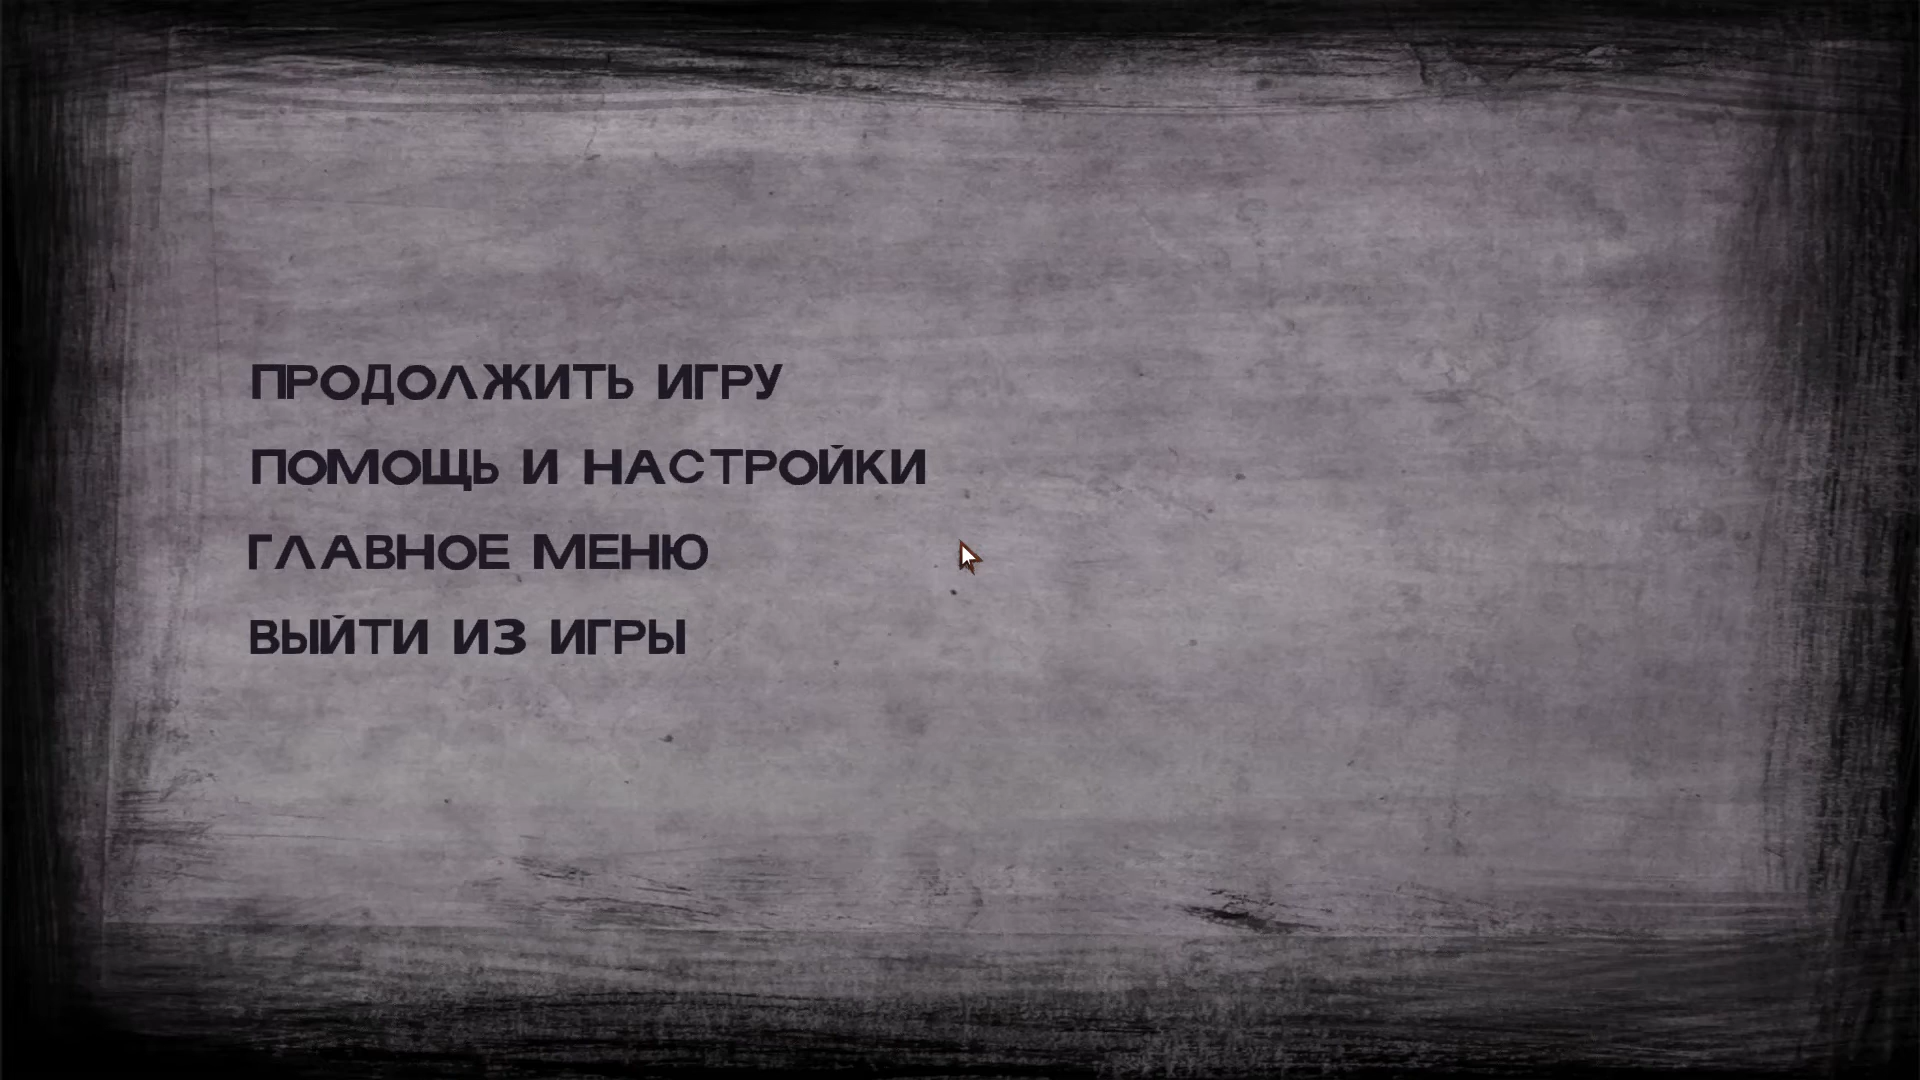 ПРОДОЛЖИТЬ ИГРУ
ПОМОЩЬ И НАСТРОЙКИ
ГЛАВНОЕ МЕНЮ
ВЫЙТИ ИЗ ИГРЫ